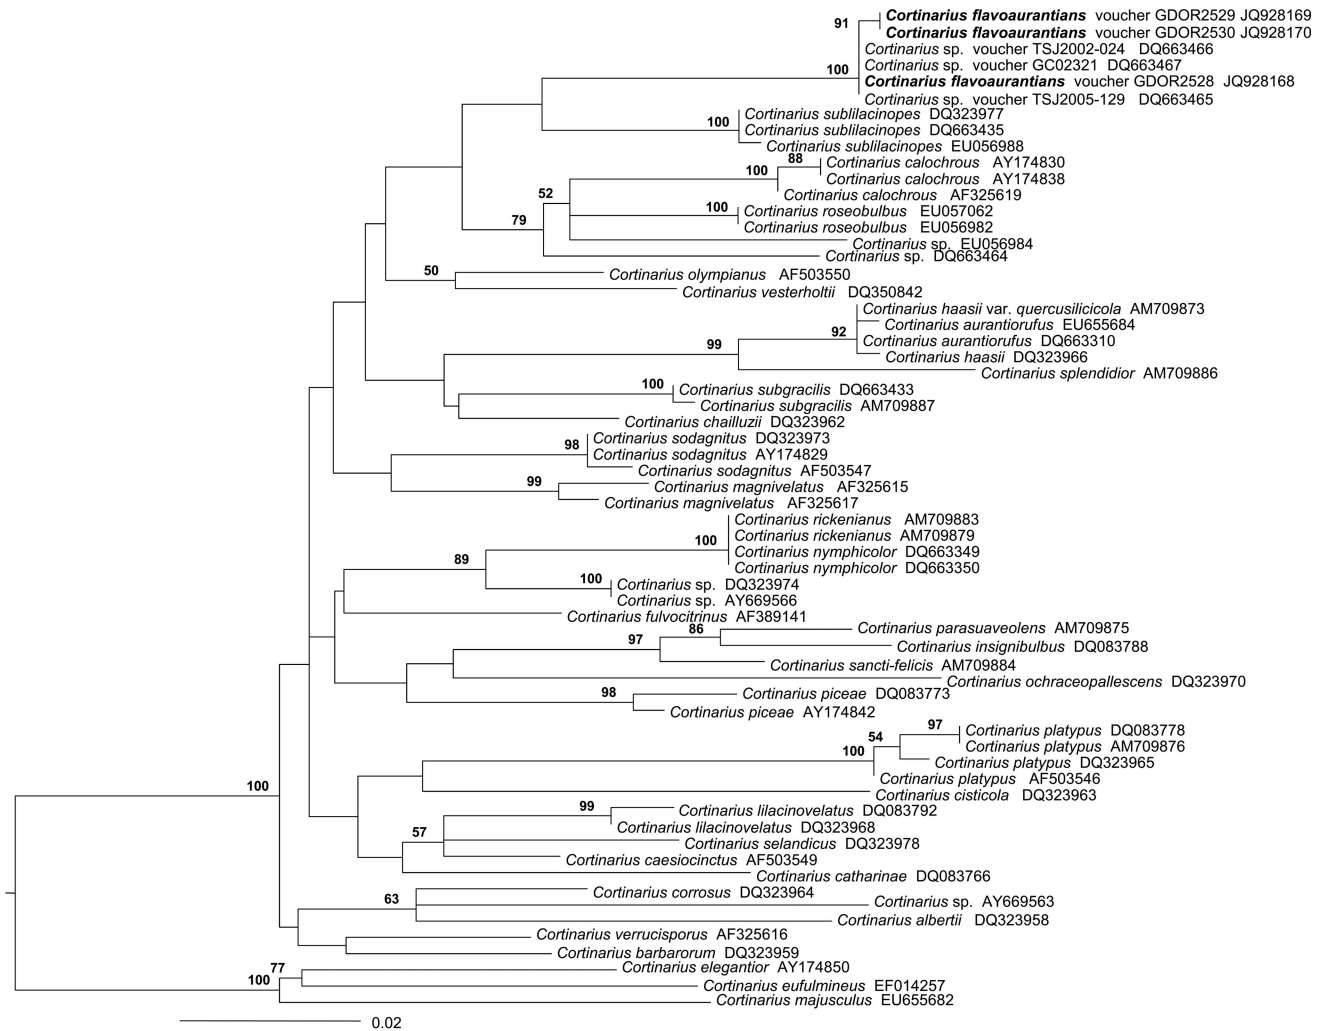 91
Cortinarius flavoaurantians voucher GDOR2529 JQ928169
Cortinarius flavoaurantians voucher GDOR2530 JQ928170
Cortinarius sp. voucher TSJ2002-024 DQ663466
Cortinarius sp. voucher GC02321 DQ663467
100
Cortinarius flavoaurantians voucher GDOR2528 JQ928168
Cortinarius sp. voucher TSJ2005-129 DQ663465
Cortinarius sublilacinopes DQ323977
100
Cortinarius sublilacinopes DQ663435
Cortinarius sublilacinopes EU056988
88
Cortinarius calochrous AY174830
100
Cortinarius calochrous AY174838
52
Cortinarius calochrous AF325619
100
Cortinarius roseobulbus EU057062
79
Cortinarius roseobulbus EU056982
Cortinarius sp. EU056984
Cortinarius sp. DQ663464
50
Cortinarius olympianus AF503550
Cortinarius vesterholtii DQ350842
Cortinarius haasii var. quercusilicicola AM709873
Cortinarius aurantiorufus EU655684
92
Cortinarius aurantiorufus DQ663310
99
Cortinarius haasii DQ323966
Cortinarius splendidior AM709886
100
Cortinarius subgracilis DQ663433
Cortinarius subgracilis AM709887
Cortinarius chailluzii DQ323962
Cortinarius sodagnitus DQ323973
98
Cortinarius sodagnitus AY174829
Cortinarius sodagnitus AF503547
99
Cortinarius magnivelatus AF325615
Cortinarius magnivelatus AF325617
Cortinarius rickenianus AM709883
Cortinarius rickenianus AM709879
100
Cortinarius nymphicolor DQ663349
89
Cortinarius nymphicolor DQ663350
100
Cortinarius sp. DQ323974
Cortinarius sp. AY669566
Cortinarius fulvocitrinus AF389141
86
Cortinarius parasuaveolens AM709875
97
Cortinarius insignibulbus DQ083788
Cortinarius sancti-felicis AM709884
Cortinarius ochraceopallescens DQ323970
98
Cortinarius piceae DQ083773
Cortinarius piceae AY174842
97
Cortinarius platypus DQ083778
54
Cortinarius platypus AM709876
100
Cortinarius platypus DQ323965
Cortinarius platypus AF503546
100
Cortinarius cisticola DQ323963
99
Cortinarius lilacinovelatus DQ083792
Cortinarius lilacinovelatus DQ323968
57
Cortinarius selandicus DQ323978
Cortinarius caesiocinctus AF503549
Cortinarius catharinae DQ083766
Cortinarius corrosus DQ323964
63
Cortinarius sp. AY669563
Cortinarius albertii DQ323958
Cortinarius verrucisporus AF325616
Cortinarius barbarorum DQ323959
77
Cortinarius elegantior AY174850
100
Cortinarius eufulmineus EF014257
Cortinarius majusculus EU655682
0.02